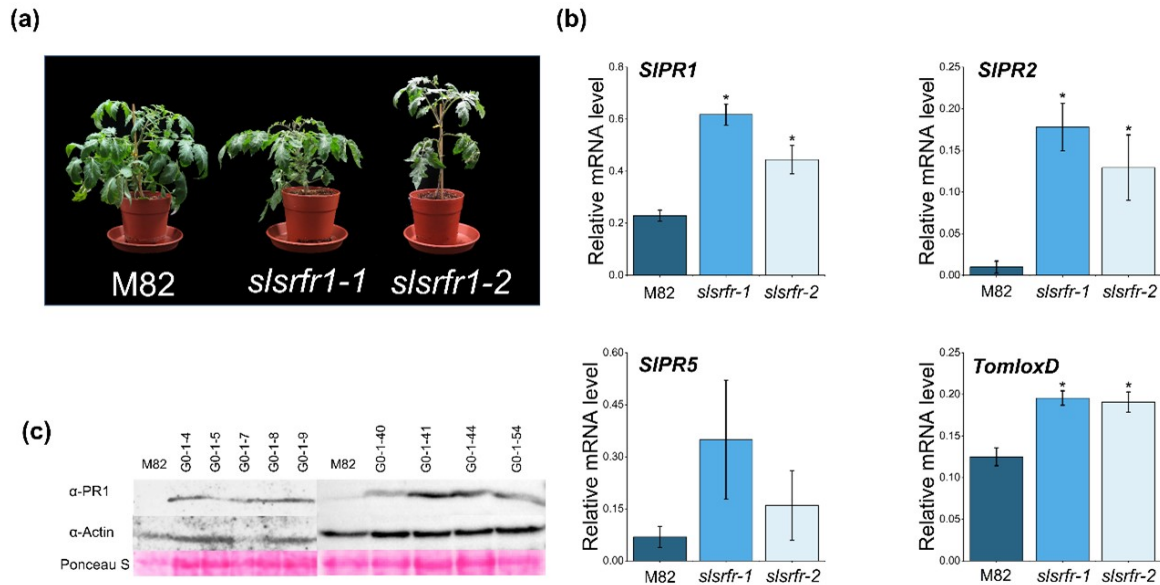 (a)
M82 slsrfr1-1 slsrfr1-2
(b)
SlPR1
Relative mRNA level
0.8
0.6
0.4
0.2
0.0
*
*
M82 slsrfr-1 slsrfr-2
SlPR2
Relative mRNA level
0.25
0.20
0.15
0.10
0.05
0.00
*
*
M82 slsrfr-1 slsrfr-2
SlPR5
Relative mRNA level
0.60
0.45
0.30
0.15
0.00
M82 slsrfr-1 slsrfr-2
TomloxD
Relative mRNA level
0.25
0.20
0.15
0.10
0.05
0.00
*
*
M82 slsrfr-1 slsrfr-2
(c)
M82 G0-1-4 G0-1-5 G0-1-7 G0-1-8 G0-1-9
M82 G0-1-40 G0-1-41 G0-1-44 G0-1-54
α-PR1
α-Actin
Ponceau S